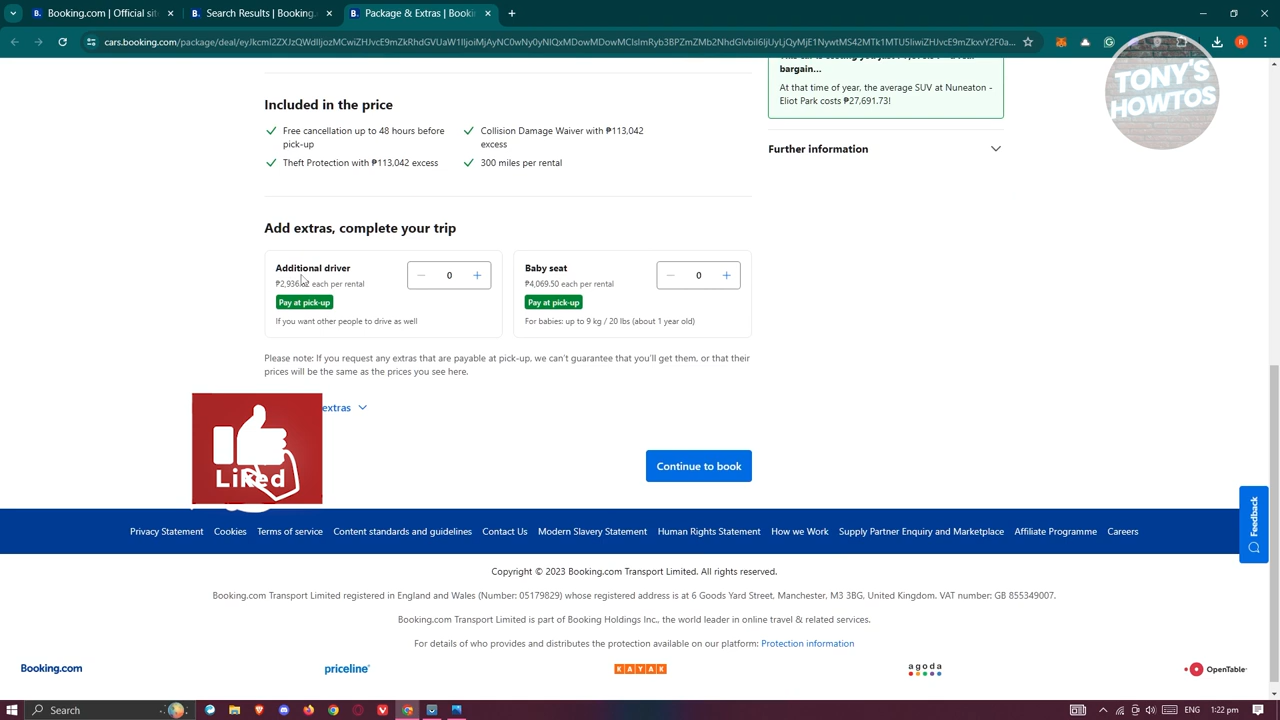 Booking.com | Official sit
Search Results | Booking.
Package & Extras | Bookin
cars.booking.com/package/deal/
bargain...
At that time of year, the average SUV at Nuneaton -
Eliot Park costs ₱27,691.73!
Further information
TONY'S
HOWTOS
Included in the price
Free cancellation up to 48 hours before
pick-up
Collision Damage Waiver with ₱113,042
excess
Theft Protection with ₱113,042 excess
300 miles per rental
Add extras, complete your trip
Additional driver
0
each per rental
Pay at pick-up
If you want other people to drive as well
Baby seat
0
₱4,069.50 each per rental
Pay at pick-up
For babies: up to 9 kg / 20 lbs (about 1 year old)
Please note: If you request any extras that are payable at pick-up, we can't guarantee that you'll get them, or that their
prices will be the same as the prices you see here.
extras
Liked
Continue to book
Feedback
Privacy Statement Cookies Terms of service Content standards and guidelines Contact Us Modern Slavery Statement Human Rights Statement How we Work Supply Partner Enquiry and Marketplace Affiliate Programme Careers
Copyright © 2023 Booking.com Transport Limited. All rights reserved.
Booking.com Transport Limited registered in England and Wales (Number: 05179829) whose registered address is at 6 Goods Yard Street, Manchester, M3 3BG, United Kingdom. VAT number: GB 855349007.
Booking.com Transport Limited is part of Booking Holdings Inc., the world leader in online travel & related services.
For details of who provides and distributes the protection available on our platform: Protection information
Booking.com priceline KAYAK agoda OpenTable
Search
ENG 1:22 pm